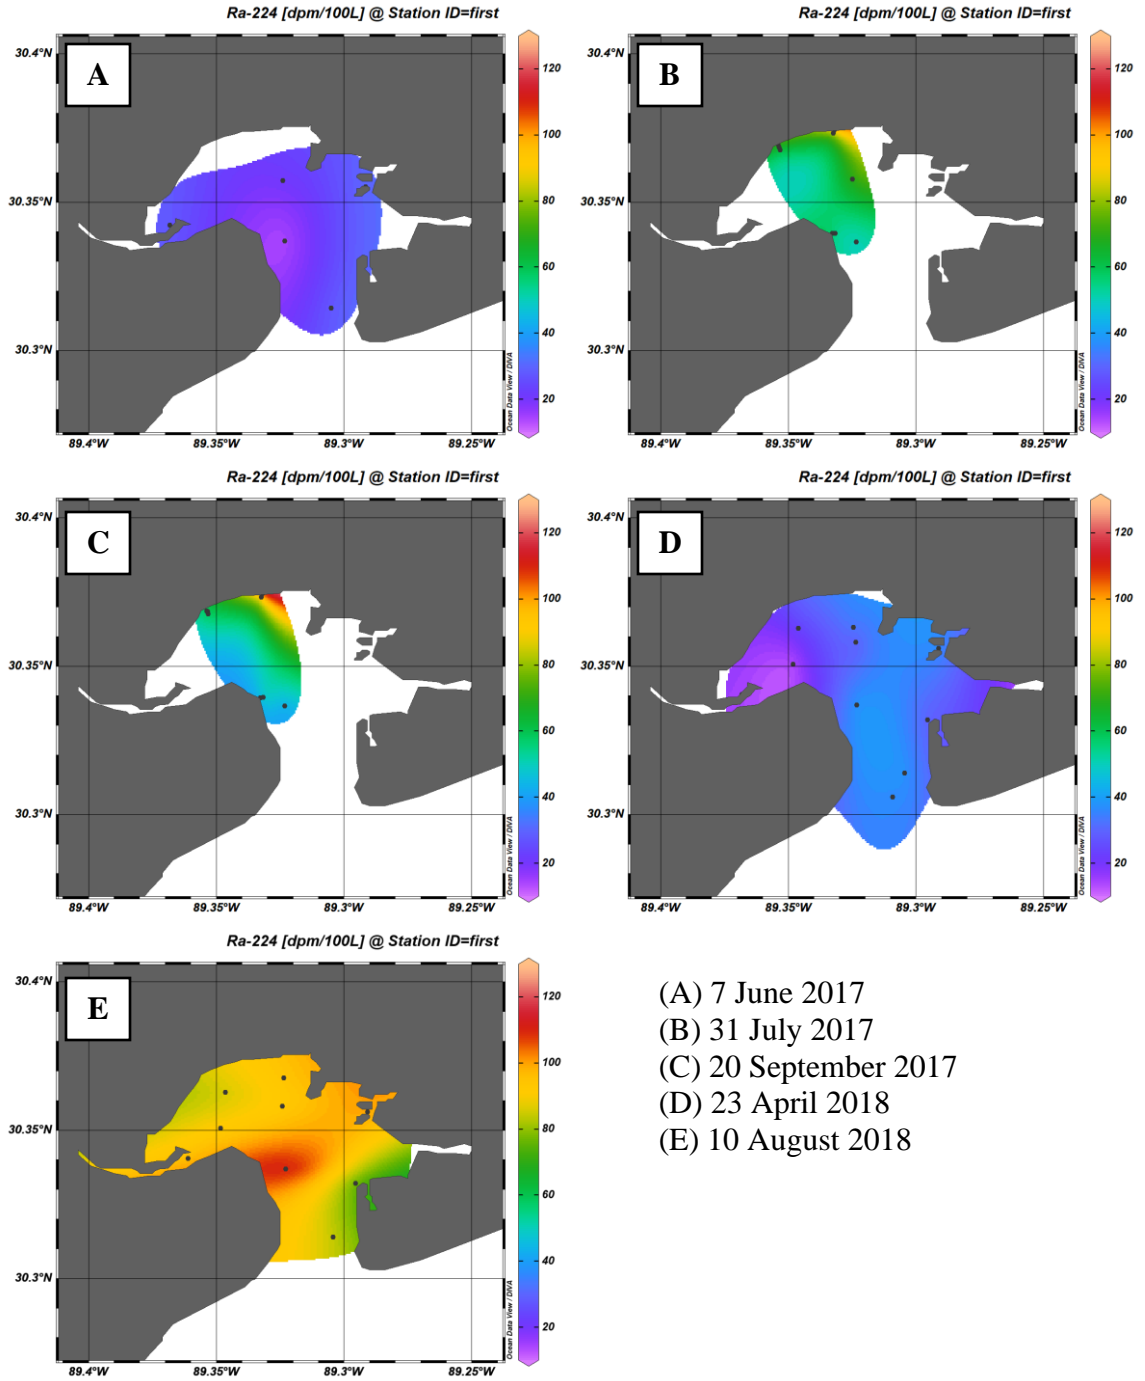 Ra-224 [dpm/100L] @ Station ID=first
A
30.4°N
30.35°N
30.3°N
89.4°W 89.35°W 89.3°W 89.25°W
120
100
80
60
40
20
Ocean Data View / DIVA
Ra-224 [dpm/100L] @ Station ID=first
B
30.4°N
30.35°N
30.3°N
89.4°W 89.35°W 89.3°W 89.25°W
120
100
80
60
40
20
Ocean Data View / DIVA
Ra-224 [dpm/100L] @ Station ID=first
C
30.4°N
30.35°N
30.3°N
89.4°W 89.35°W 89.3°W 89.25°W
120
100
80
60
40
20
Ocean Data View / DIVA
Ra-224 [dpm/100L] @ Station ID=first
D
30.4°N
30.35°N
30.3°N
89.4°W 89.35°W 89.3°W 89.25°W
120
100
80
60
40
20
Ocean Data View / DIVA
Ra-224 [dpm/100L] @ Station ID=first
E
30.4°N
30.35°N
30.3°N
89.4°W 89.35°W 89.3°W 89.25°W
120
100
80
60
40
20
Ocean Data View / DIVA
(A) 7 June 2017
(B) 31 July 2017
(C) 20 September 2017
(D) 23 April 2018
(E) 10 August 2018